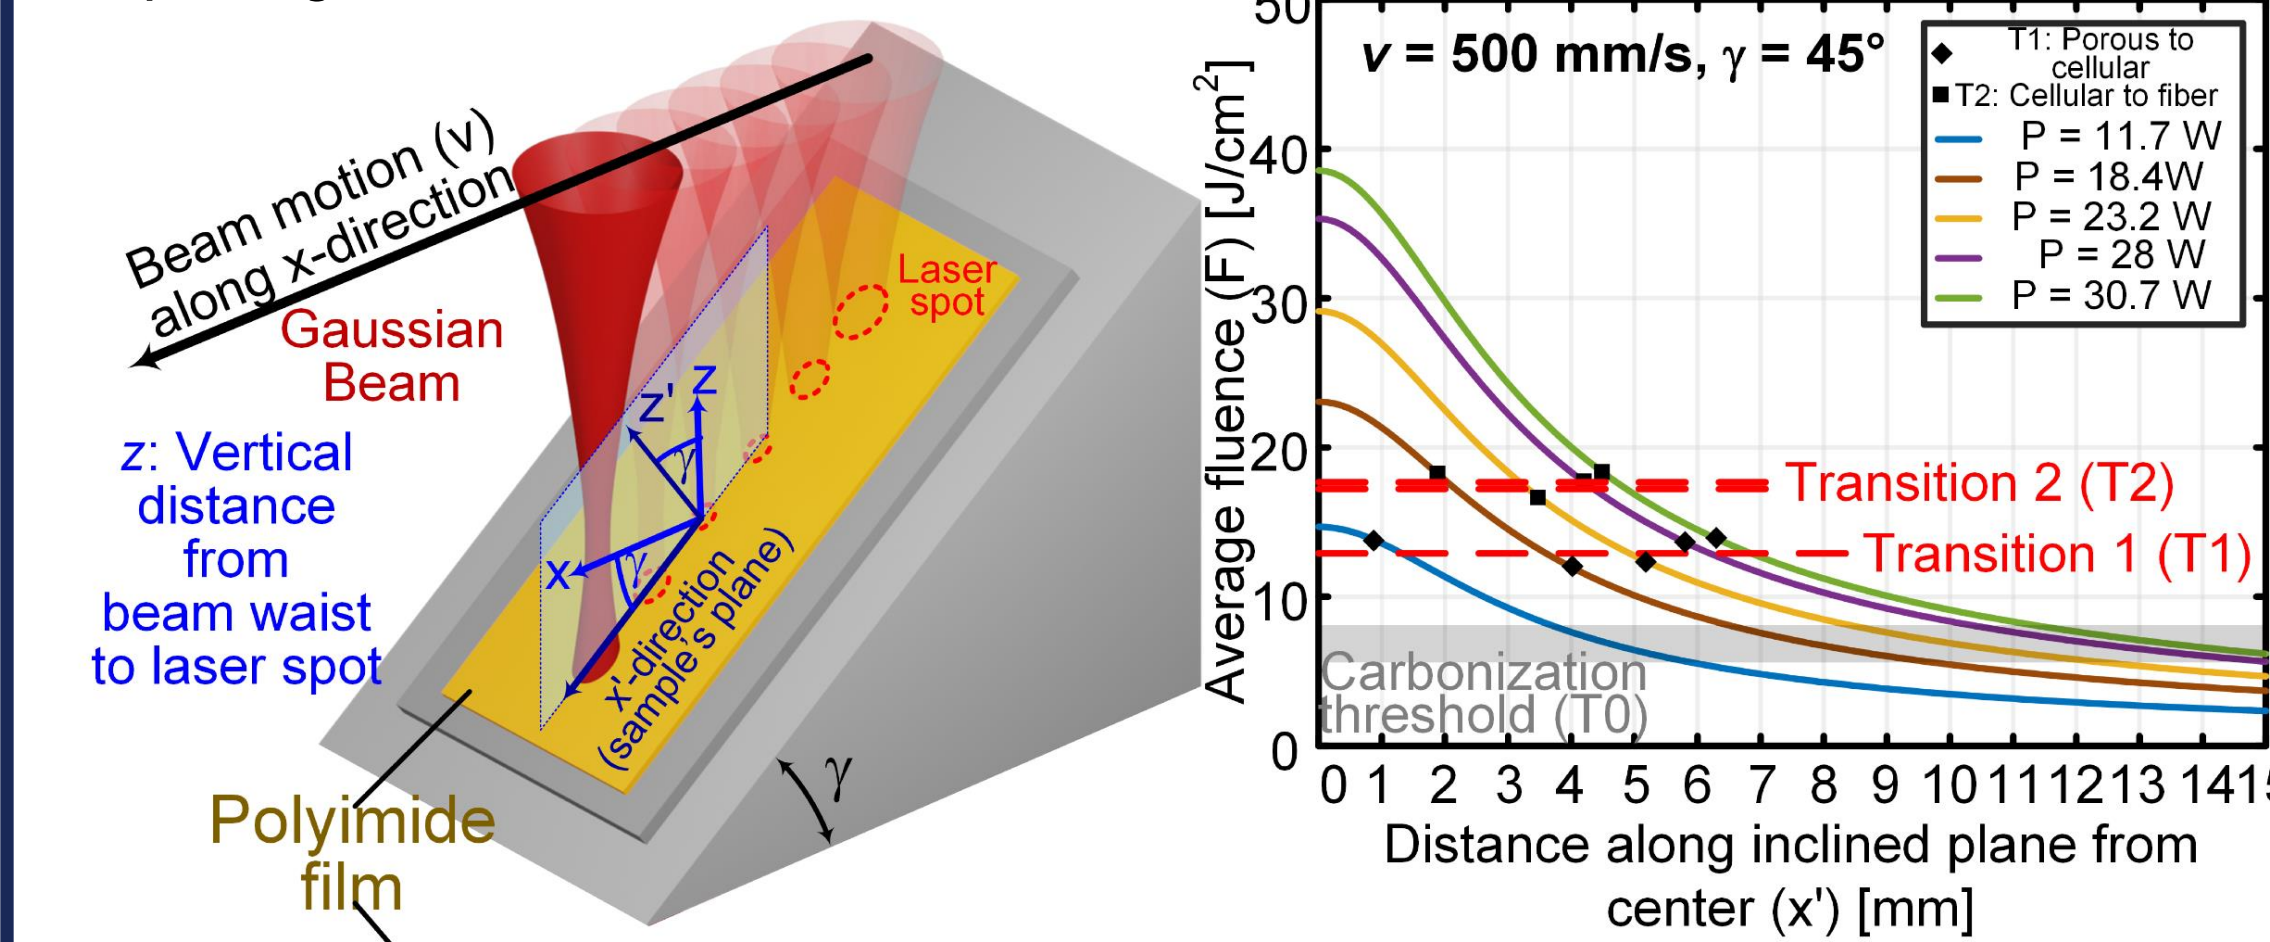 Beam motion (v)
along x-direction
Gaussian
Beam
z: Vertical
distance
from
beam waist
to laser spot
Laser
spot
z'
z
γ
x
γ
x'-direction
(sample's plane)
γ
Polyimide
film
v = 500 mm/s, γ = 45°
T1: Porous to
cellular
T2: Cellular to fiber
P = 11.7 W
P = 18.4W
P = 23.2 W
P = 28 W
P = 30.7 W
Average fluence (F) [J/cm²]
50
40
30
20
10
0
Transition 2 (T2)
Transition 1 (T1)
Carbonization
threshold (T0)
0 1 2 3 4 5 6 7 8 9 10 11 12 13 14 15
Distance along inclined plane from
center (x') [mm]